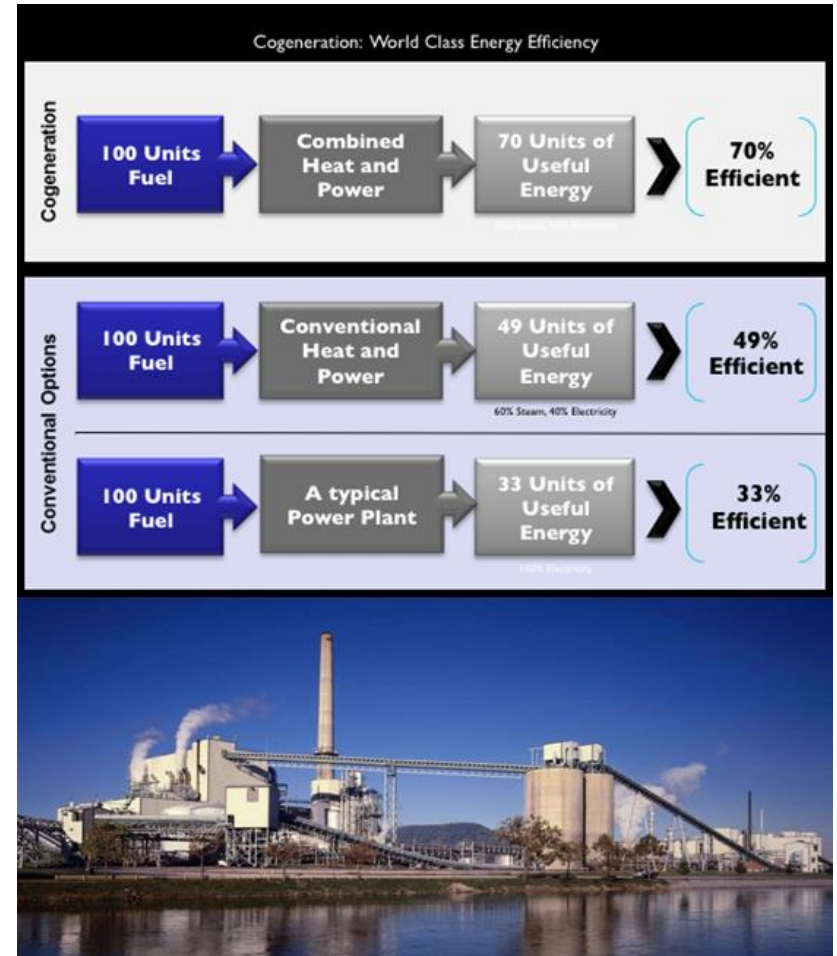 Cogeneration: World Class Energy Efficiency
Cogeneration
100 Units
Fuel
Combined
Heat and
Power
70 Units of
Useful
Energy
70%
Efficient
Conventional Options
100 Units
Fuel
Conventional
Heat and
Power
49 Units of
Useful
Energy
60% Steam, 40% Electricity
49%
Efficient
100 Units
Fuel
A typical
Power Plant
33 Units of
Useful
Energy
100% Electricity
33%
Efficient